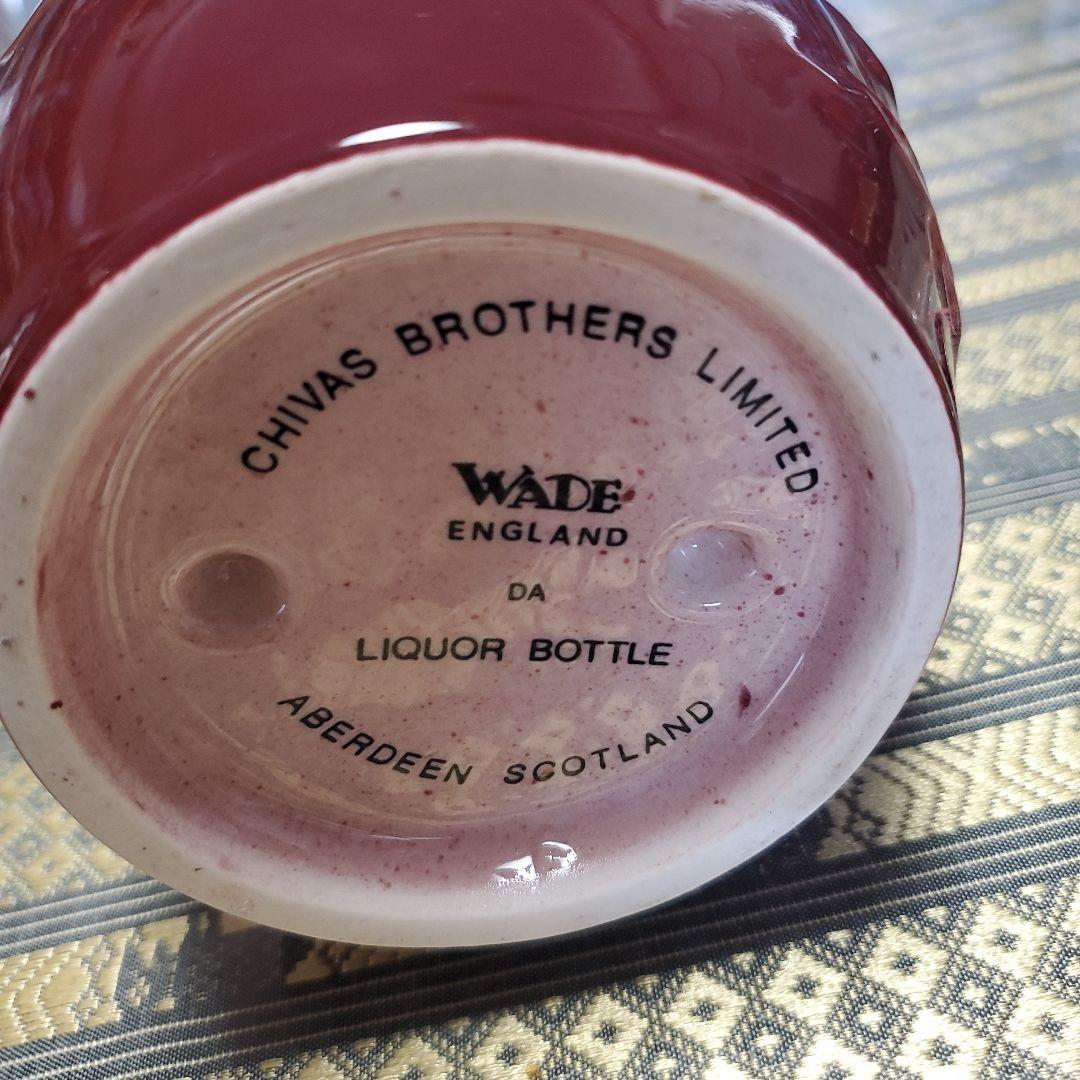 CHIVAS BROTHERS LIMITED
WADE
ENGLAND
DA
LIQUOR BOTTLE
ABERDEEN SCOTLAND